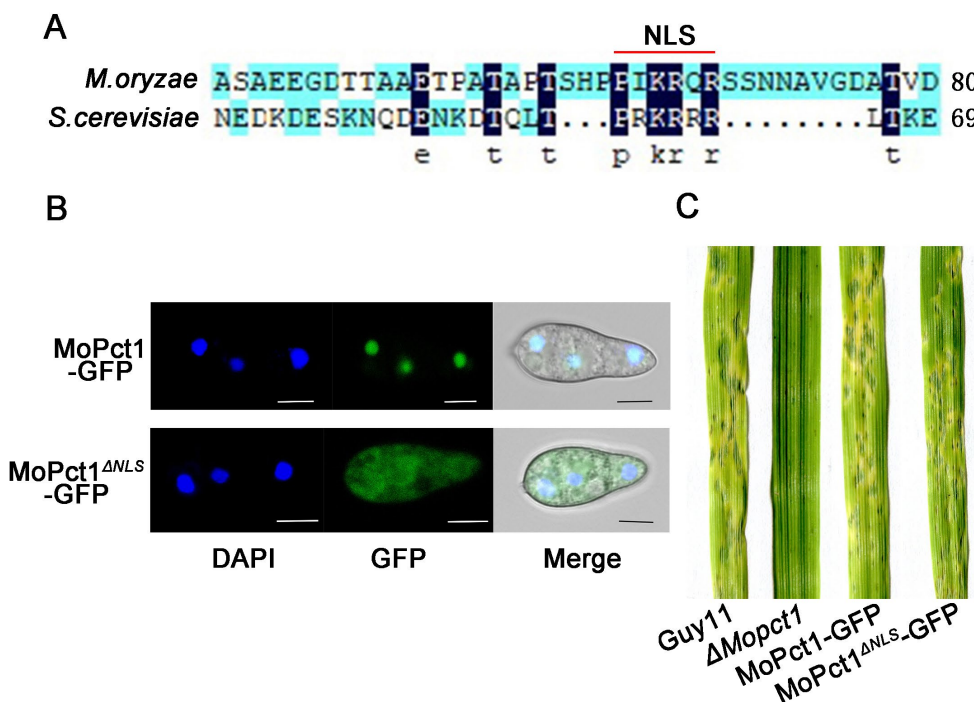 A
NLS
M.oryzae ASAEEGDTTAAETPATAPTSHPPIKRQRSSNNAVGDATVD 80
S.cerevisiae NEDKDESKNQDENKDTQLT...PRKRRR........LTKE 69
e t t p kr r t
B
C
MoPct1
-GFP
MoPct1ΔNLS
-GFP
DAPI GFP Merge
Guy11
ΔMopct1
MoPct1-GFP
MoPct1ΔNLS-GFP